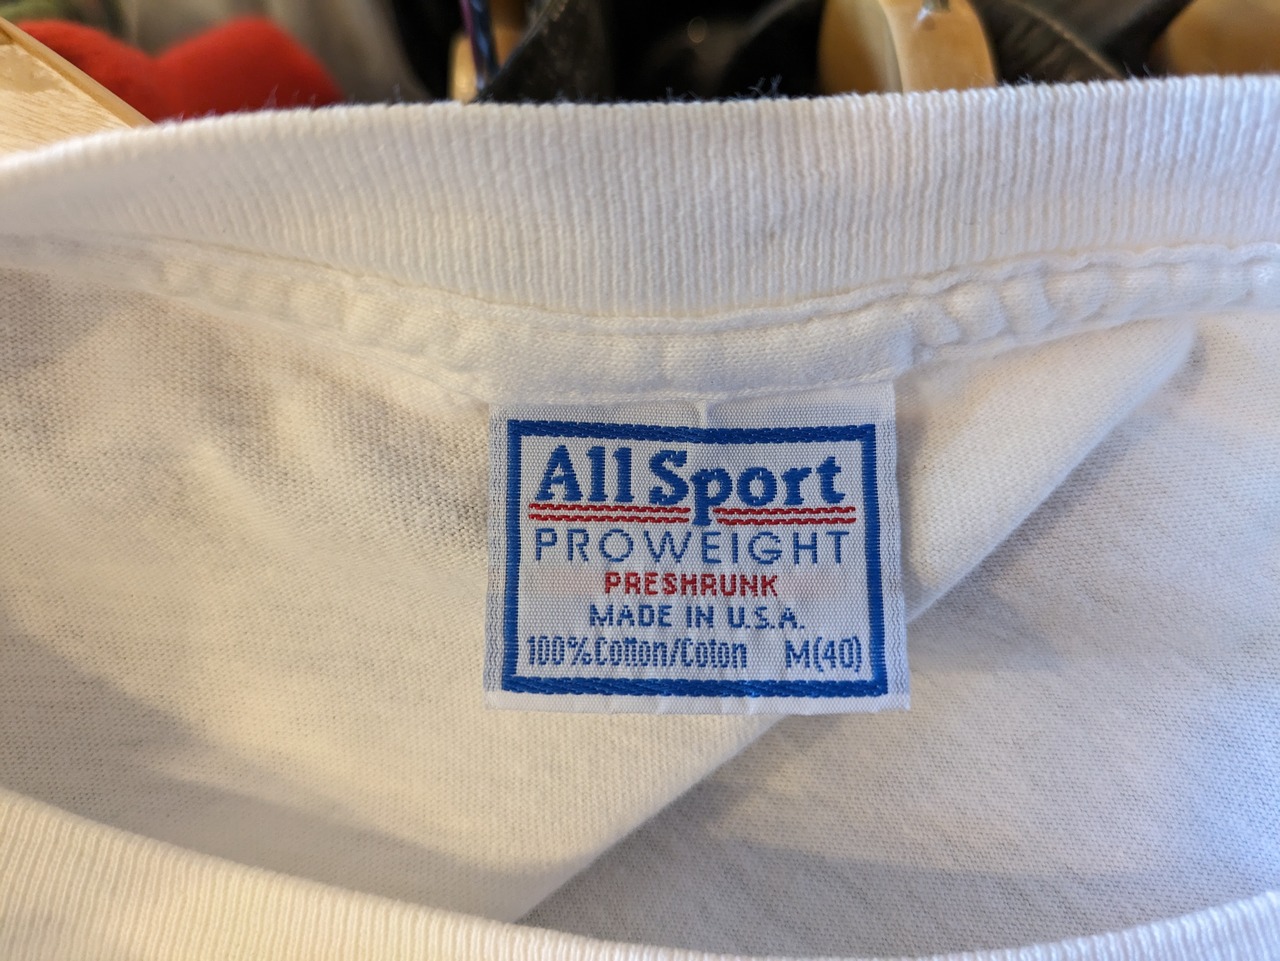 All Sport
PROWEIGHT
PRESHRUNK
MADE IN U.S.A.
100% Cotton/Coton M(40)